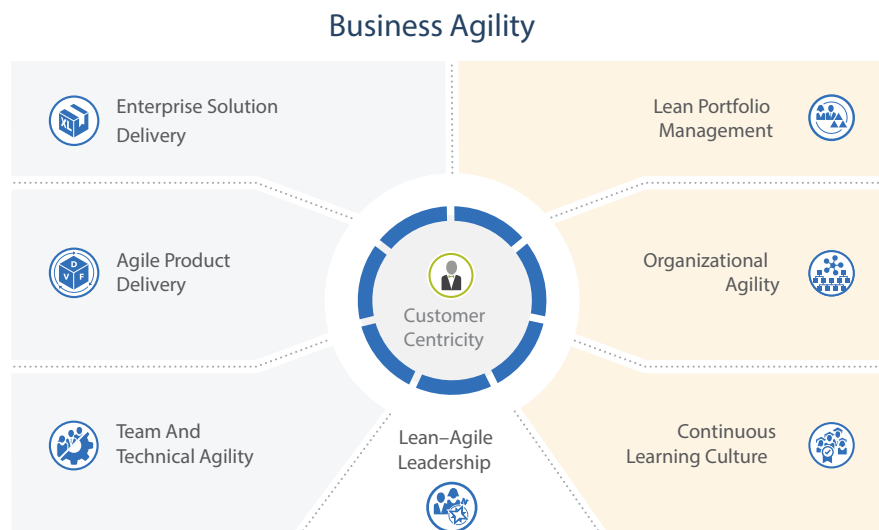 Business Agility
Enterprise Solution
Delivery
XL
Lean Portfolio
Management
Agile Product
Delivery
D
V F
Customer
Centricity
Organizational
Agility
Team And
Technical Agility
Lean–Agile
Leadership
Continuous
Learning Culture